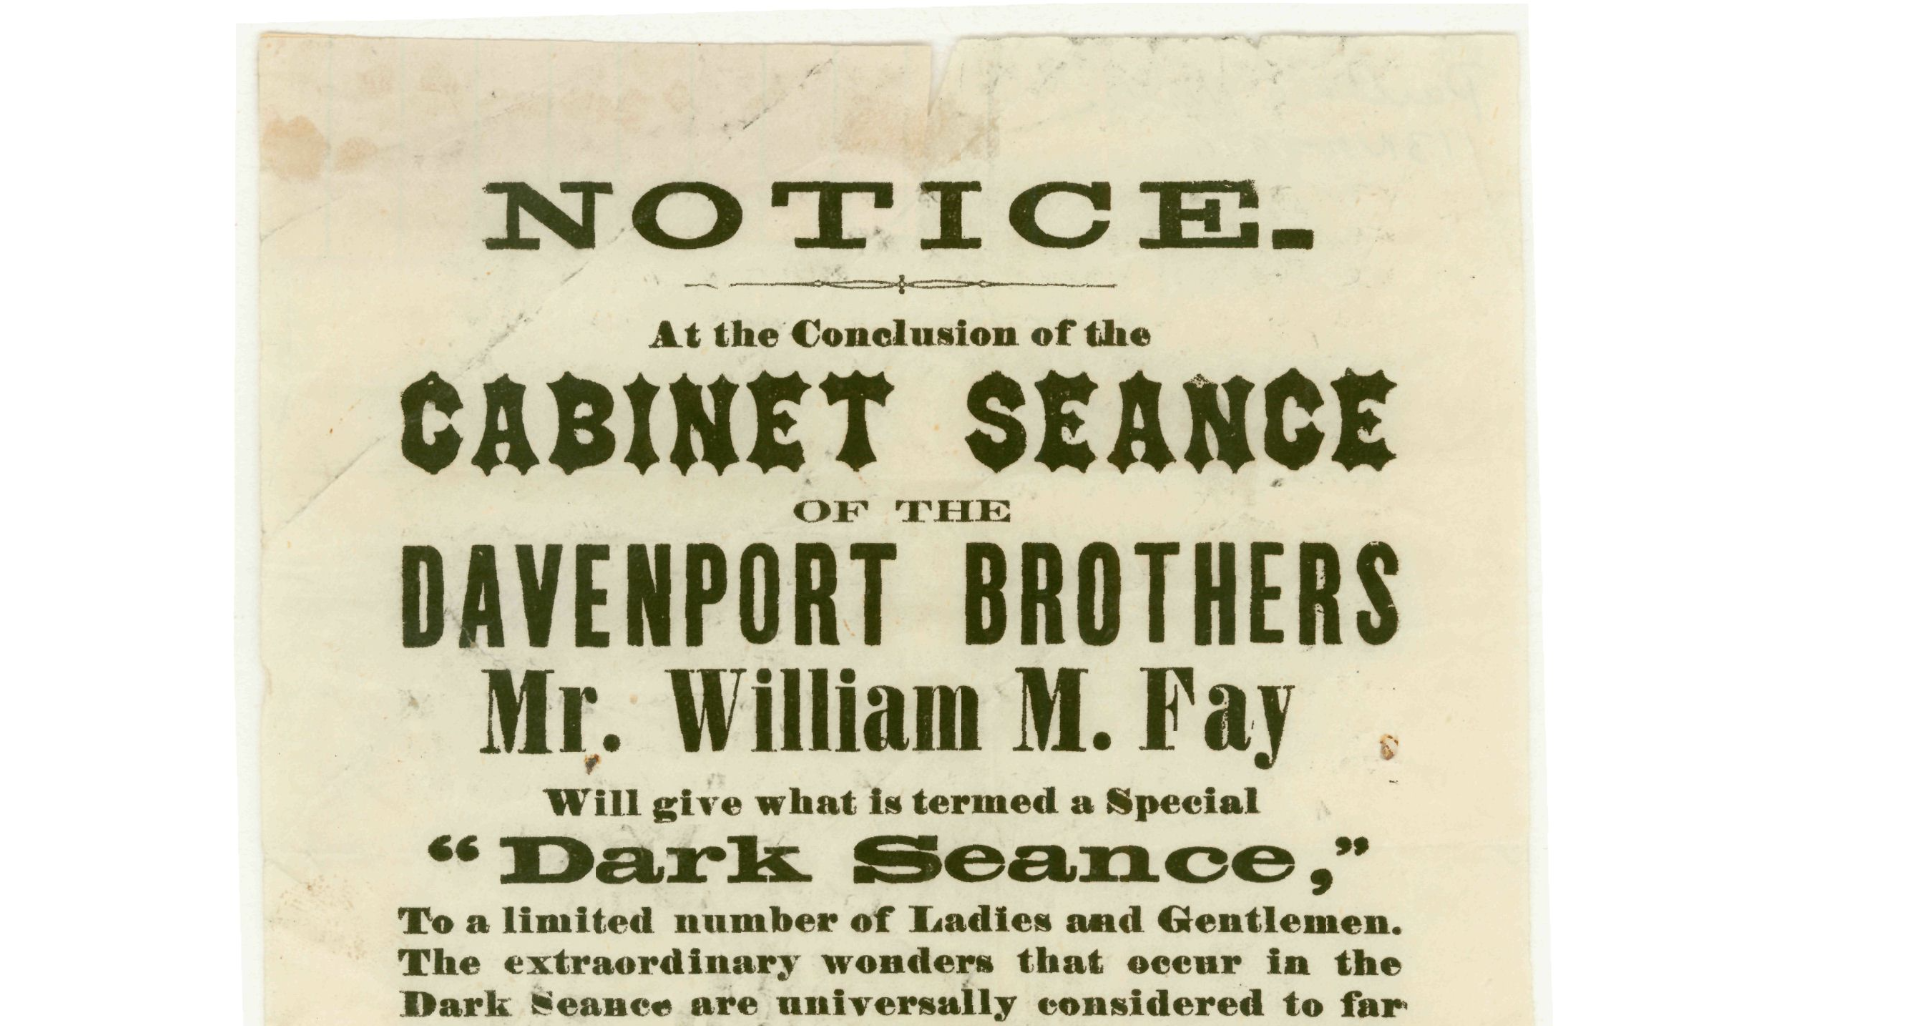 NOTICE.
At the Conclusion of the
CABINET SEANCE
OF THE
DAVENPORT BROTHERS
Mr. William M. Fay
Will give what is termed a Special
“Dark Seance,”
To a limited number of Ladies and Gentlemen.
The extraordinary wonders that occur in the
Dark Seance are universally considered to far